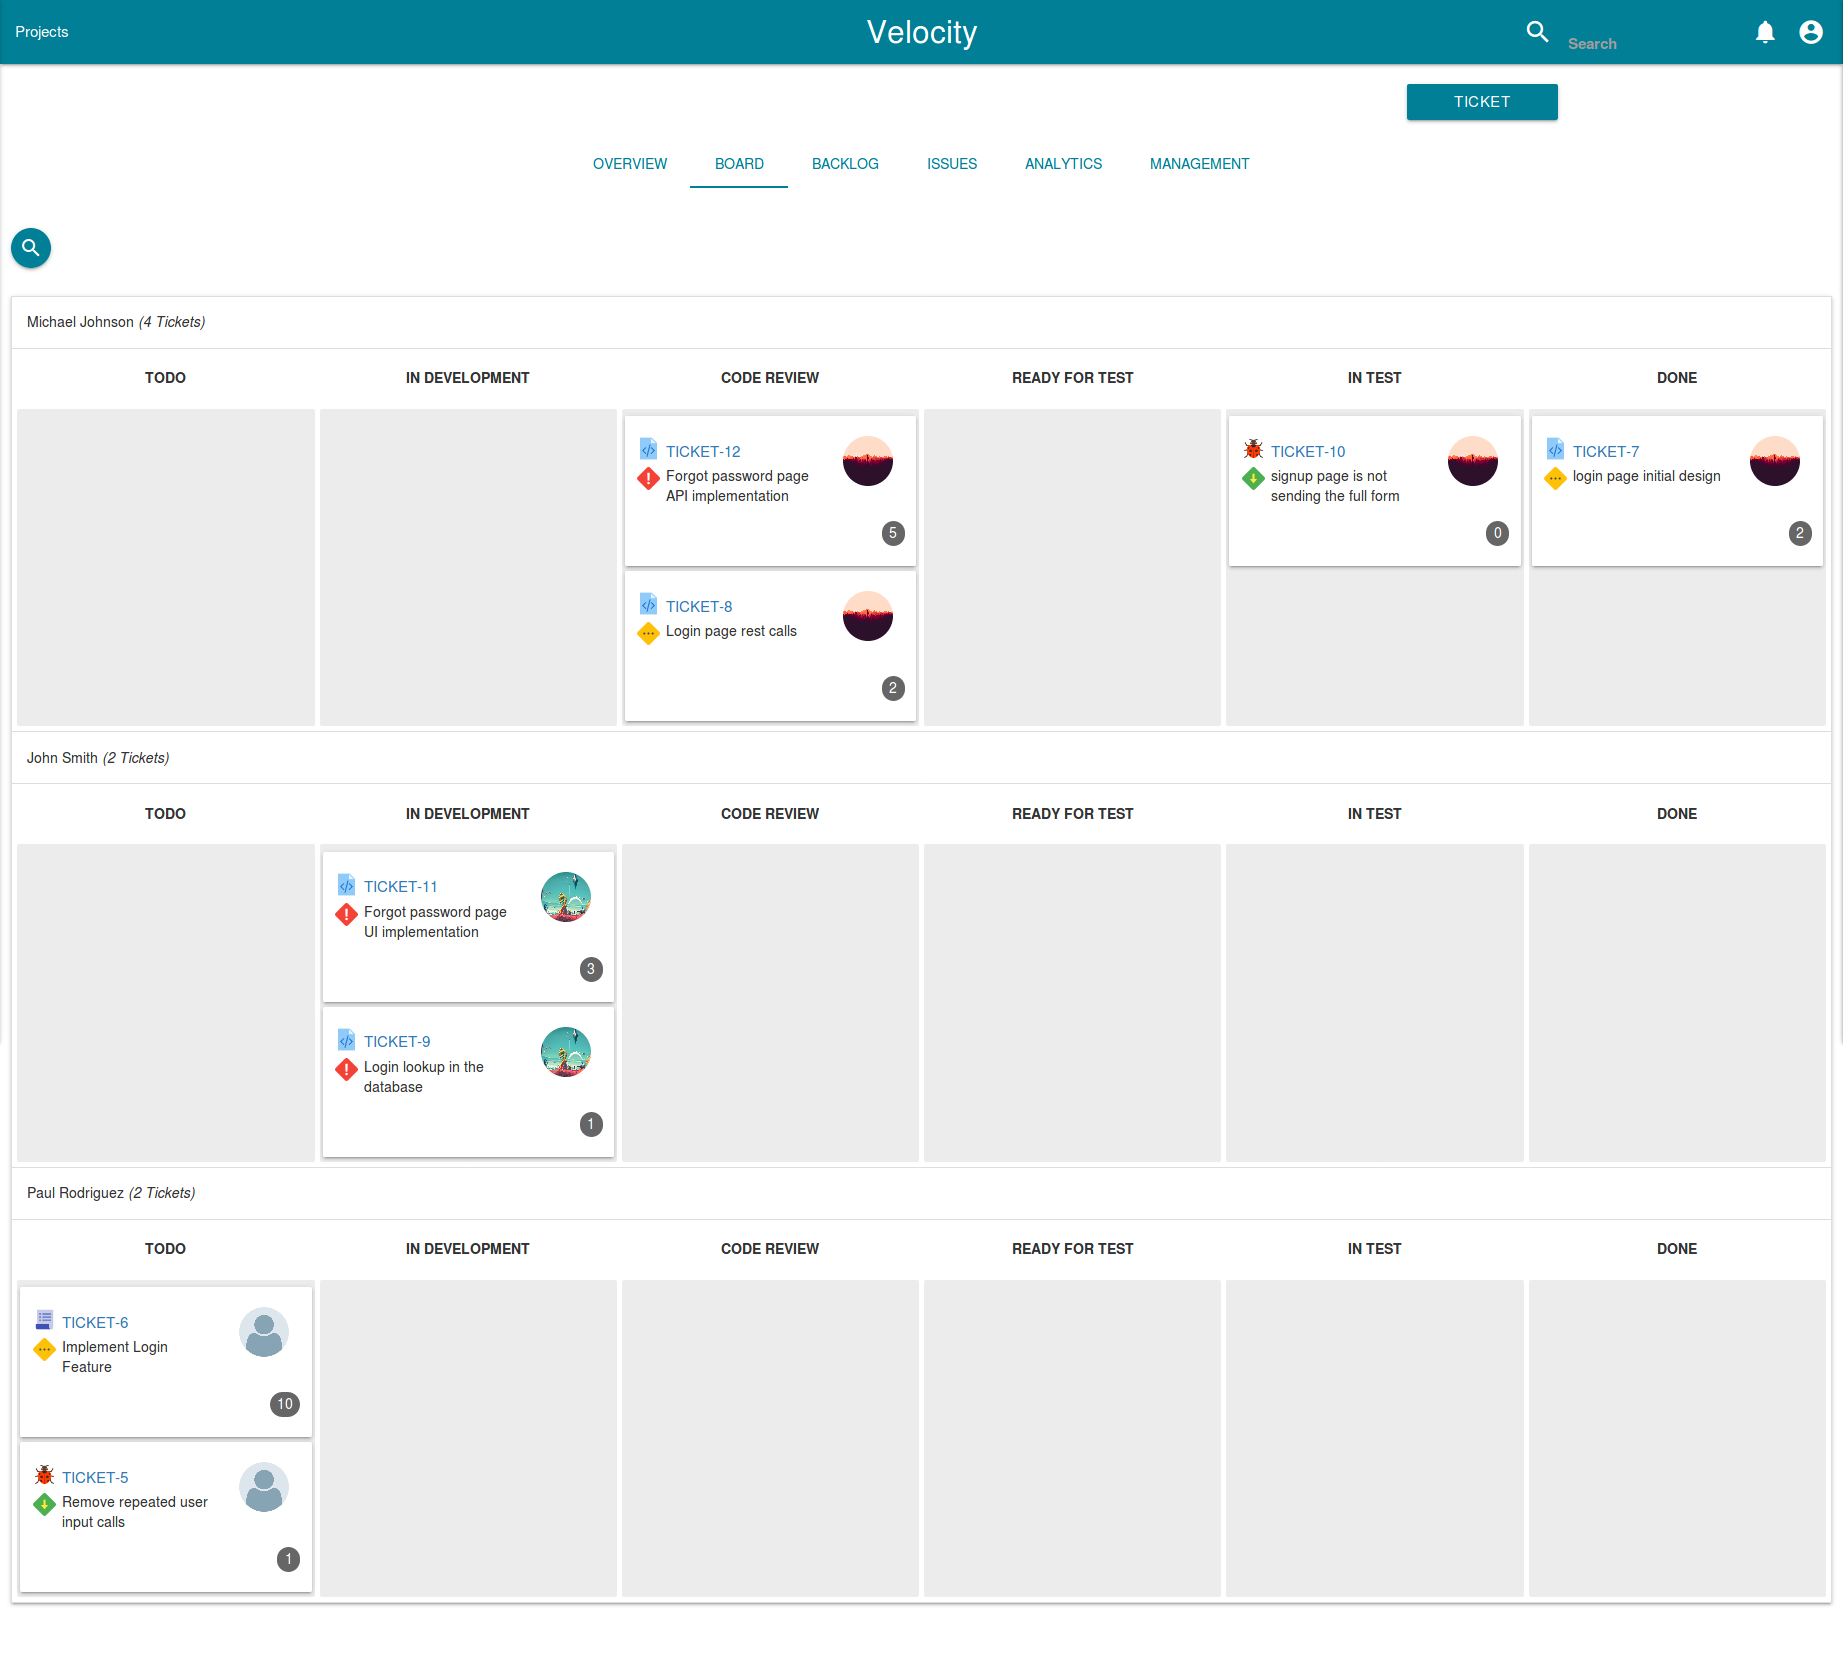 Projects
Velocity
Search
TICKET
OVERVIEW BOARD BACKLOG ISSUES ANALYTICS MANAGEMENT
Michael Johnson (4 Tickets)
TODO IN DEVELOPMENT CODE REVIEW READY FOR TEST IN TEST DONE
TICKET-12
Forgot password page
API implementation
5
TICKET-8
Login page rest calls
2
TICKET-10
signup page is not
sending the full form
0
TICKET-7
login page initial design
2
John Smith (2 Tickets)
TODO IN DEVELOPMENT CODE REVIEW READY FOR TEST IN TEST DONE
TICKET-11
Forgot password page
UI implementation
3
TICKET-9
Login lookup in the
database
1
Paul Rodriguez (2 Tickets)
TODO IN DEVELOPMENT CODE REVIEW READY FOR TEST IN TEST DONE
TICKET-6
Implement Login
Feature
10
TICKET-5
Remove repeated user
input calls
1